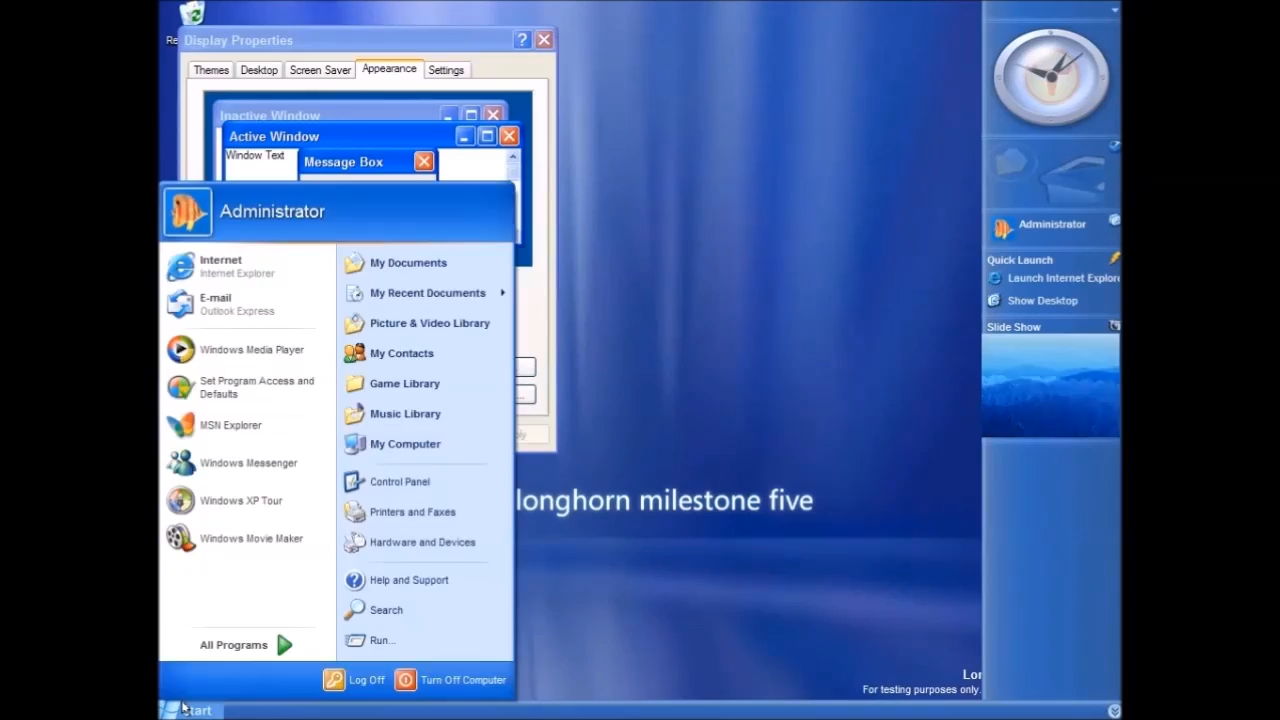 Display Properties
Themes
Desktop
Screen Saver
Appearance
Settings
Inactive Window
Active Window
Window Text
Message Box
Administrator
Internet
Internet Explorer
E-mail
Outlook Express
Windows Media Player
Set Program Access and
Defaults
MSN Explorer
Windows Messenger
Windows XP Tour
Windows Movie Maker
All Programs
My Documents
My Recent Documents
Picture & Video Library
My Contacts
Game Library
Music Library
My Computer
Control Panel
Printers and Faxes
Hardware and Devices
Help and Support
Search
Run...
Log Off
Turn Off Computer
longhorn milestone five
For testing purposes only.
Administrator
Quick Launch
Launch Internet Explore
Show Desktop
Slide Show